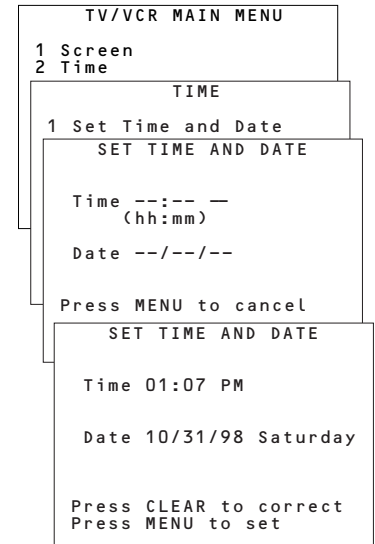 TV/VCR MAIN MENU
1 Screen
2 Time
TIME
1 Set Time and Date
SET TIME AND DATE
Time --:-- --
(hh:mm)
Date --/--/--
Press MENU to cancel
SET TIME AND DATE
Time 01:07 PM
Date 10/31/98 Saturday
Press CLEAR to correct
Press MENU to set